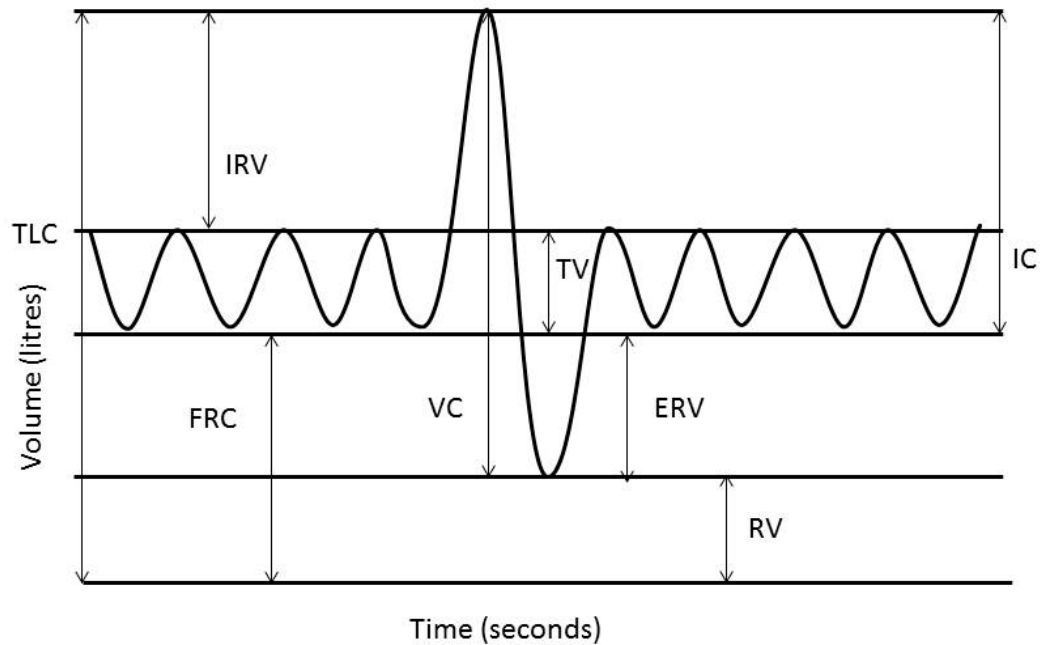 IRV
TLC
TV
IC
Volume (litres)
FRC
VC
ERV
RV
Time (seconds)